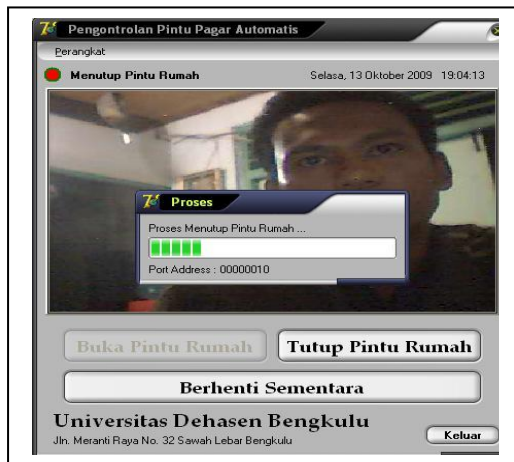 Pengontrolan Pintu Pagar Automatis
Perangkat
Menutup Pintu Rumah
Selasa, 13 Oktober 2009 19:04:13
Proses
Proses Menutup Pintu Rumah ...
Port Address : 00000010
Buka Pintu Rumah
Tutup Pintu Rumah
Berhenti Sementara
Universitas Dehasen Bengkulu
Jln. Meranti Raya No. 32 Sawah Lebar Bengkulu
Keluar